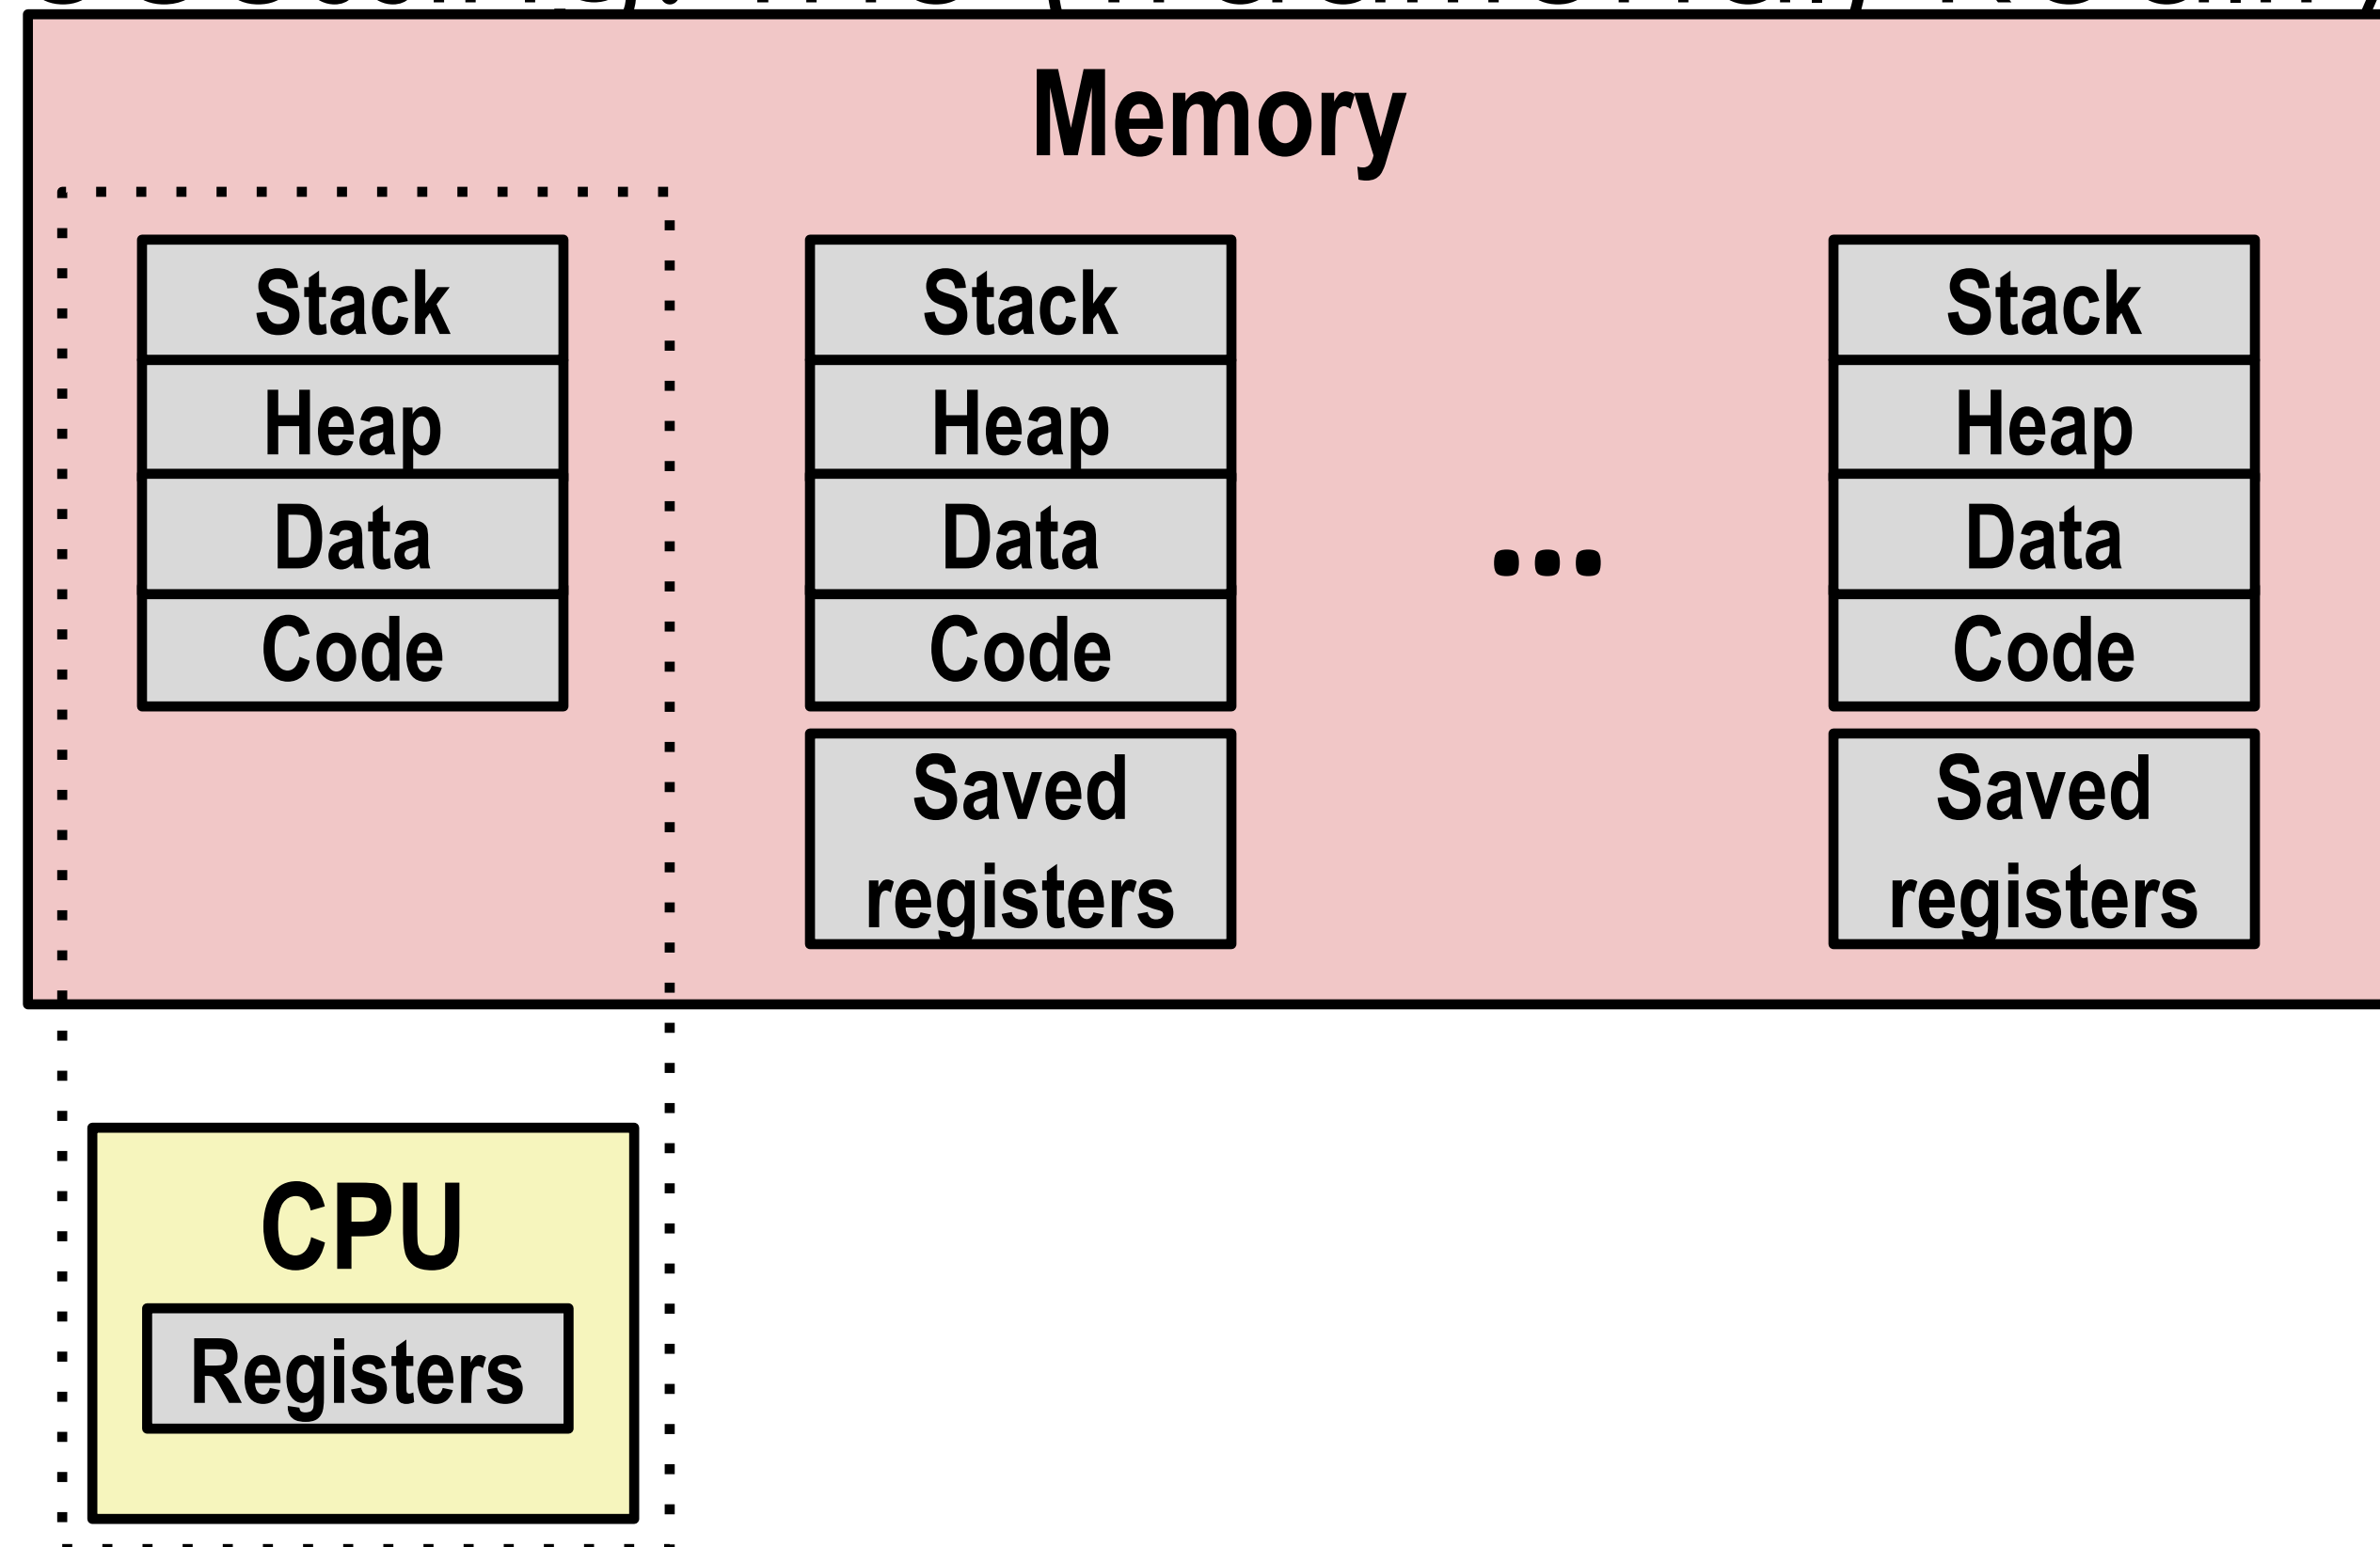 Memory
Stack
Heap
Data
Code
Stack
Heap
Data
Code
Saved
registers
...
Stack
Heap
Data
Code
Saved
registers
CPU
Registers